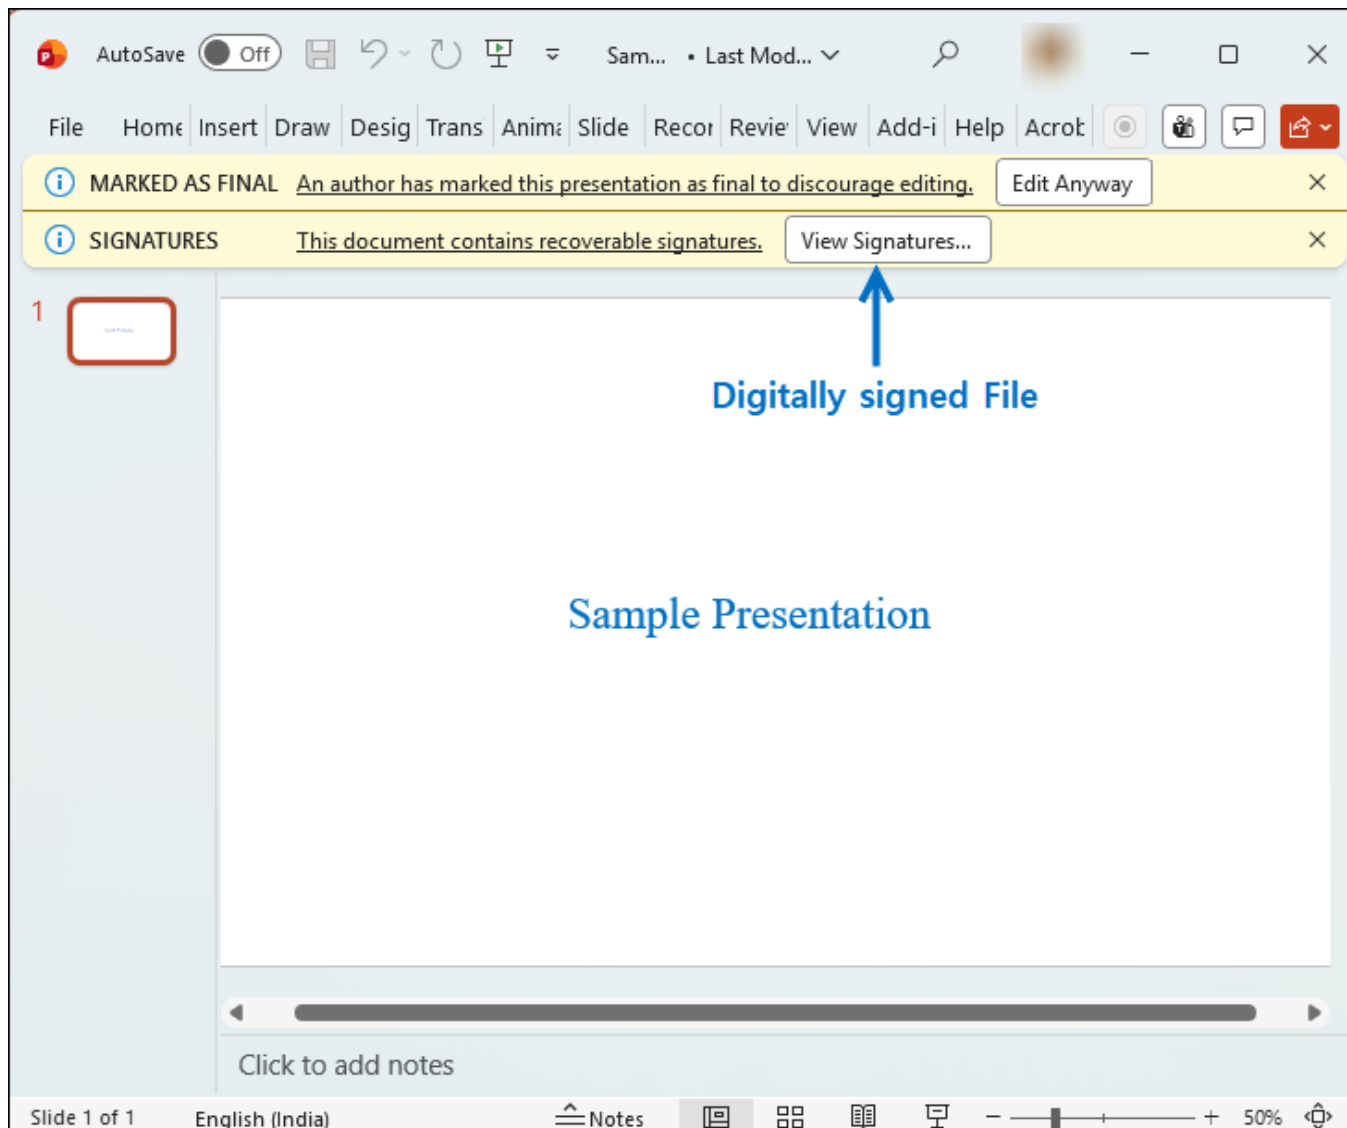 AutoSave Off Sam... • Last Mod...
File Home Insert Draw Desig Trans Anima Slide Recor Revie View Add-i Help Acrob
MARKED AS FINAL An author has marked this presentation as final to discourage editing. Edit Anyway
SIGNATURES This document contains recoverable signatures. View Signatures...
1
Digitally signed File
Sample Presentation
Click to add notes
Slide 1 of 1 English (India) Notes 50%